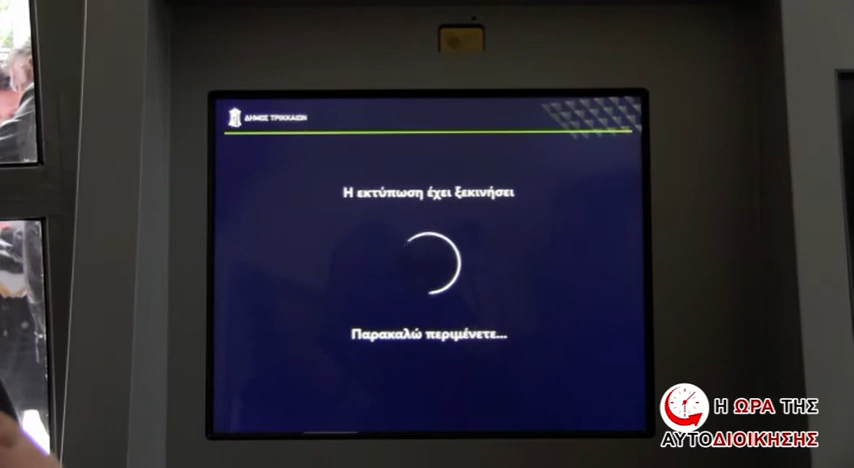 ΔΗΜΟΣ ΤΡΙΚΚΑΙΩΝ
Η εκτύπωση έχει ξεκινήσει
Παρακαλώ περιμένετε...
Η ΩΡΑ ΤΗΣ
ΑΥΤΟΔΙΟΙΚΗΣΗΣ